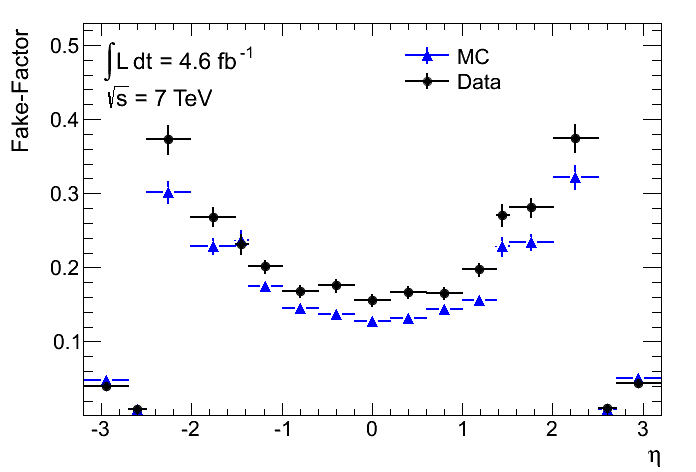 Fake-Factor
0.5
0.4
0.3
0.2
0.1
∫L dt = 4.6 fb⁻¹
√s = 7 TeV
MC
Data
-3 -2 -1 0 1 2 3
η